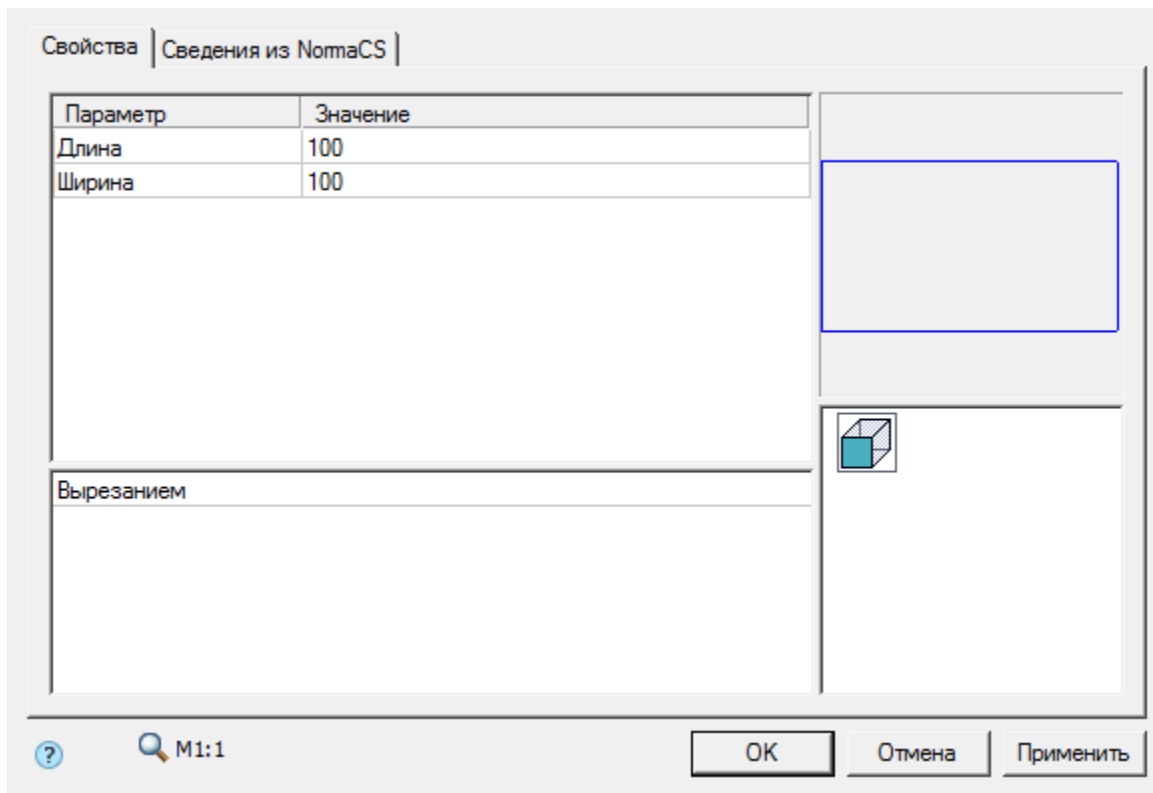 Свойства Сведения из NormaCS
Параметр Значение
Длина 100
Ширина 100
Вырезанием
? M1:1 OK Отмена Применить